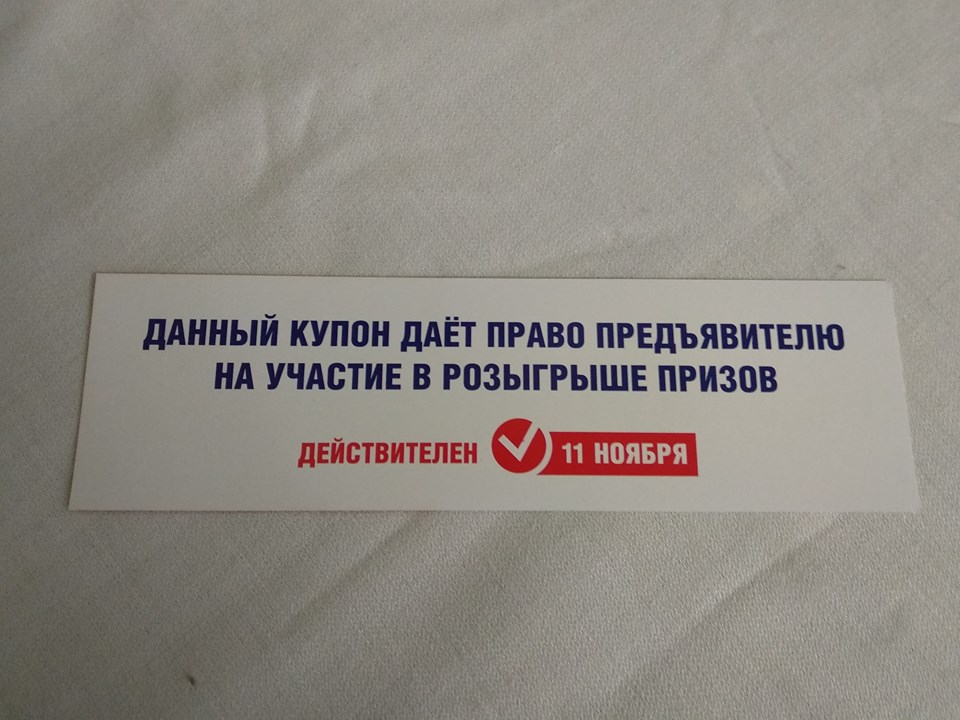 ДАННЫЙ КУПОН ДАЁТ ПРАВО ПРЕДЪЯВИТЕЛЮ
НА УЧАСТИЕ В РОЗЫГРЫШЕ ПРИЗОВ
ДЕЙСТВИТЕЛЕН 11 НОЯБРЯ